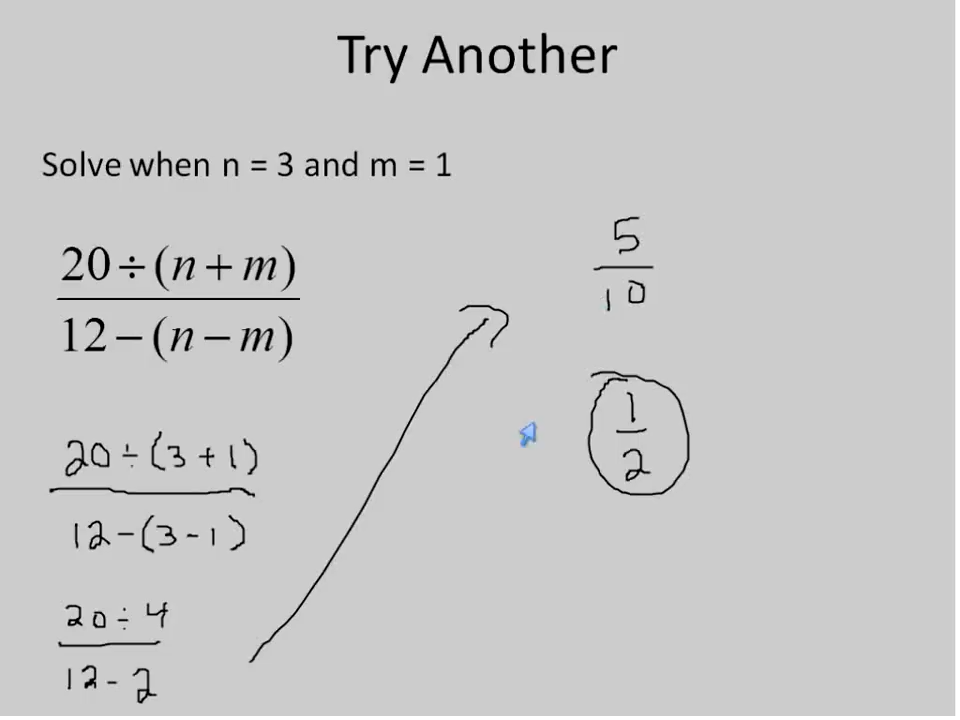 Try Another
Solve when n = 3 and m = 1
20 ÷ (n + m)
12 − (n − m)
20 ÷ (3 + 1)
12 − (3 − 1)
20 ÷ 4
12 − 2
5
10
1
2